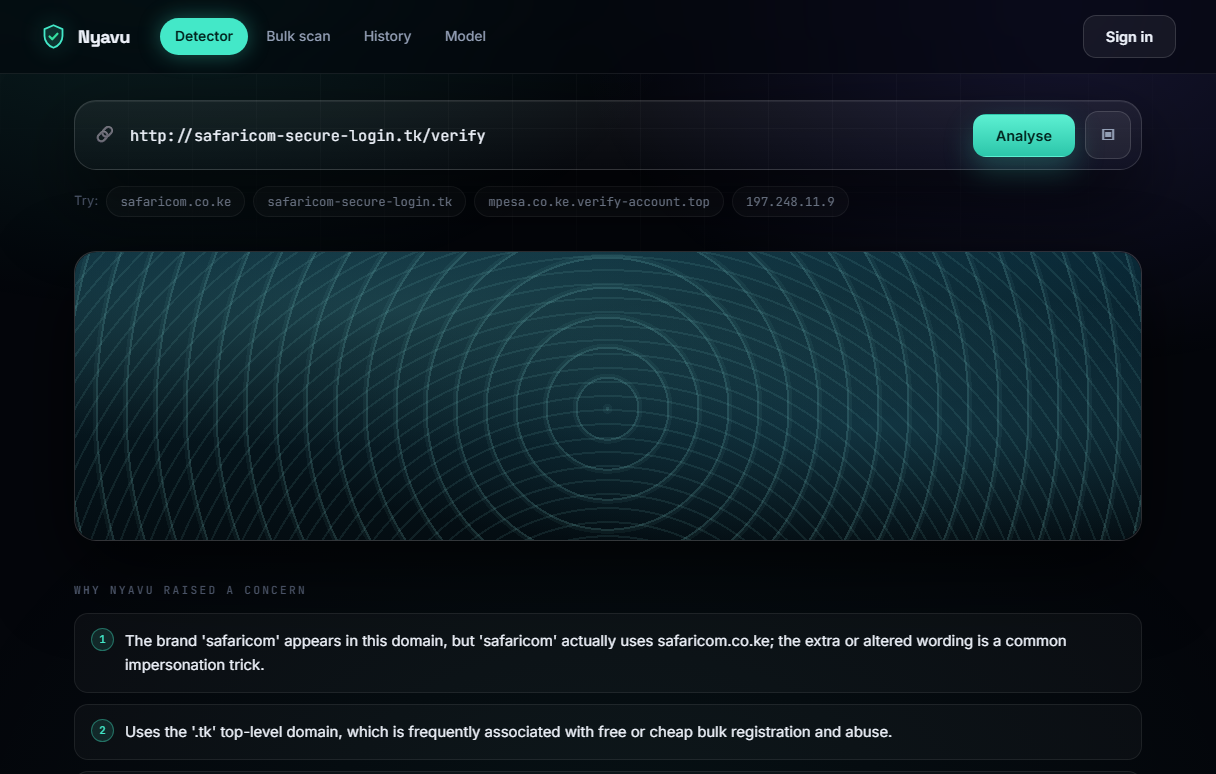 Nyavu
Detector
Bulk scan
History
Model
Sign in
http://safaricom-secure-login.tk/verify
Analyse
Try:
safaricom.co.ke
safaricom-secure-login.tk
mpesa.co.ke.verify-account.top
197.248.11.9
WHY NYAVU RAISED A CONCERN
1
The brand 'safaricom' appears in this domain, but 'safaricom' actually uses safaricom.co.ke; the extra or altered wording is a common
impersonation trick.
2
Uses the '.tk' top-level domain, which is frequently associated with free or cheap bulk registration and abuse.